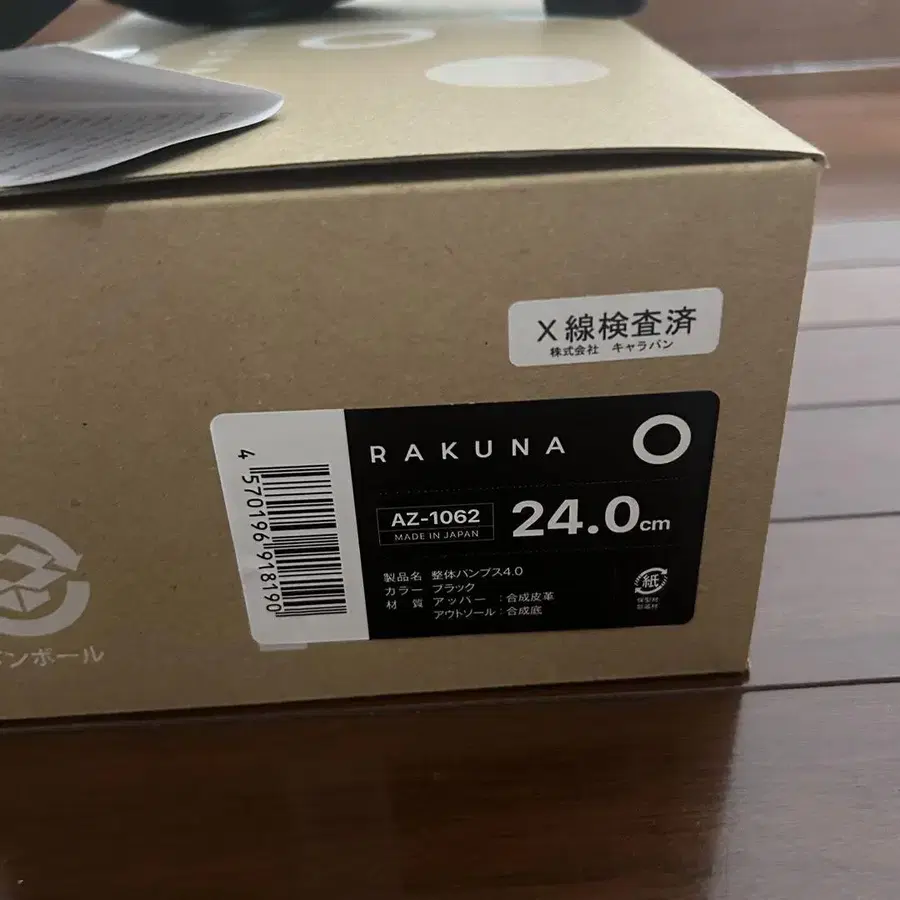 X線検査済
株式会社 キャラバン
RAKUNA
AZ-1062
MADE IN JAPAN
24.0cm
製品名 整体パンプス4.0
カラー ブラック
材質 アッパー :合成皮革
アウトソール:合成底
紙
4 570196 918190
ンボール